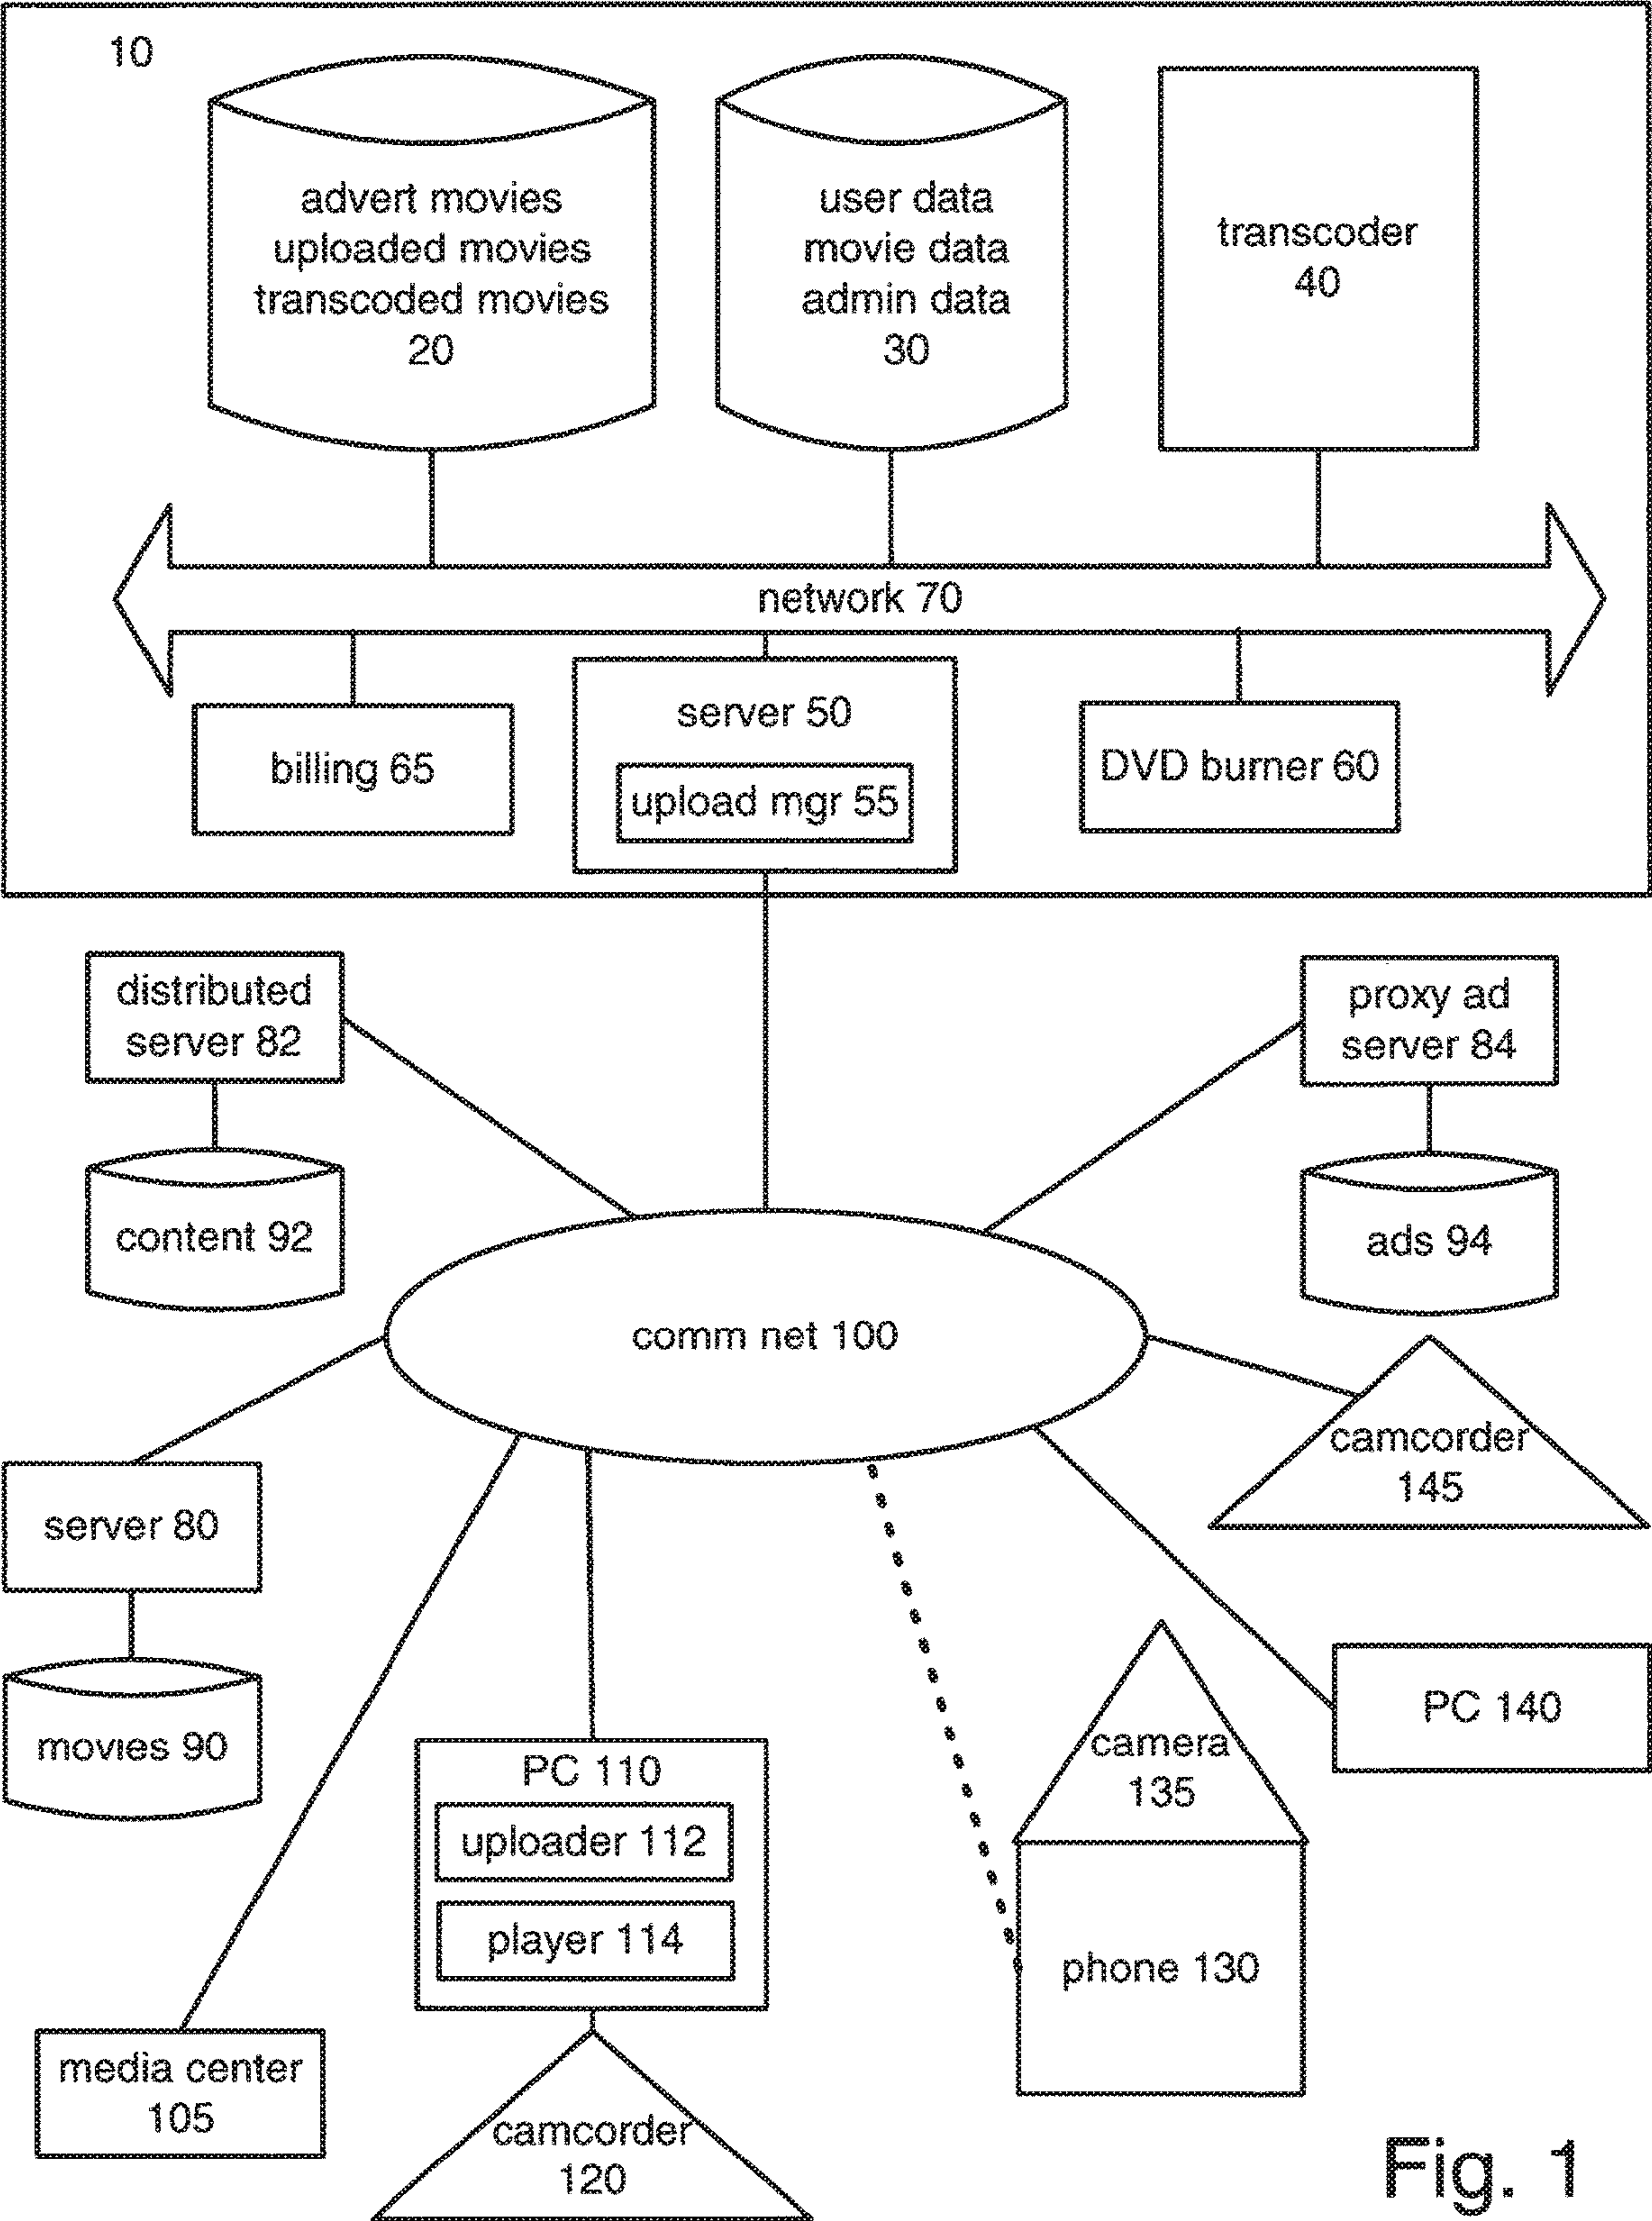 10
advert movies
uploaded movies
transcoded movies
20
user data
movie data
admin data
30
transcoder
40
network 70
billing 65
server 50
upload mgr 55
DVD burner 60
distributed
server 82
content 92
proxy ad
server 84
ads 94
comm net 100
camcorder
145
server 80
movies 90
PC 110
uploader 112
player 114
camera
135
phone 130
PC 140
media center
105
camcorder
120
Fig. 1